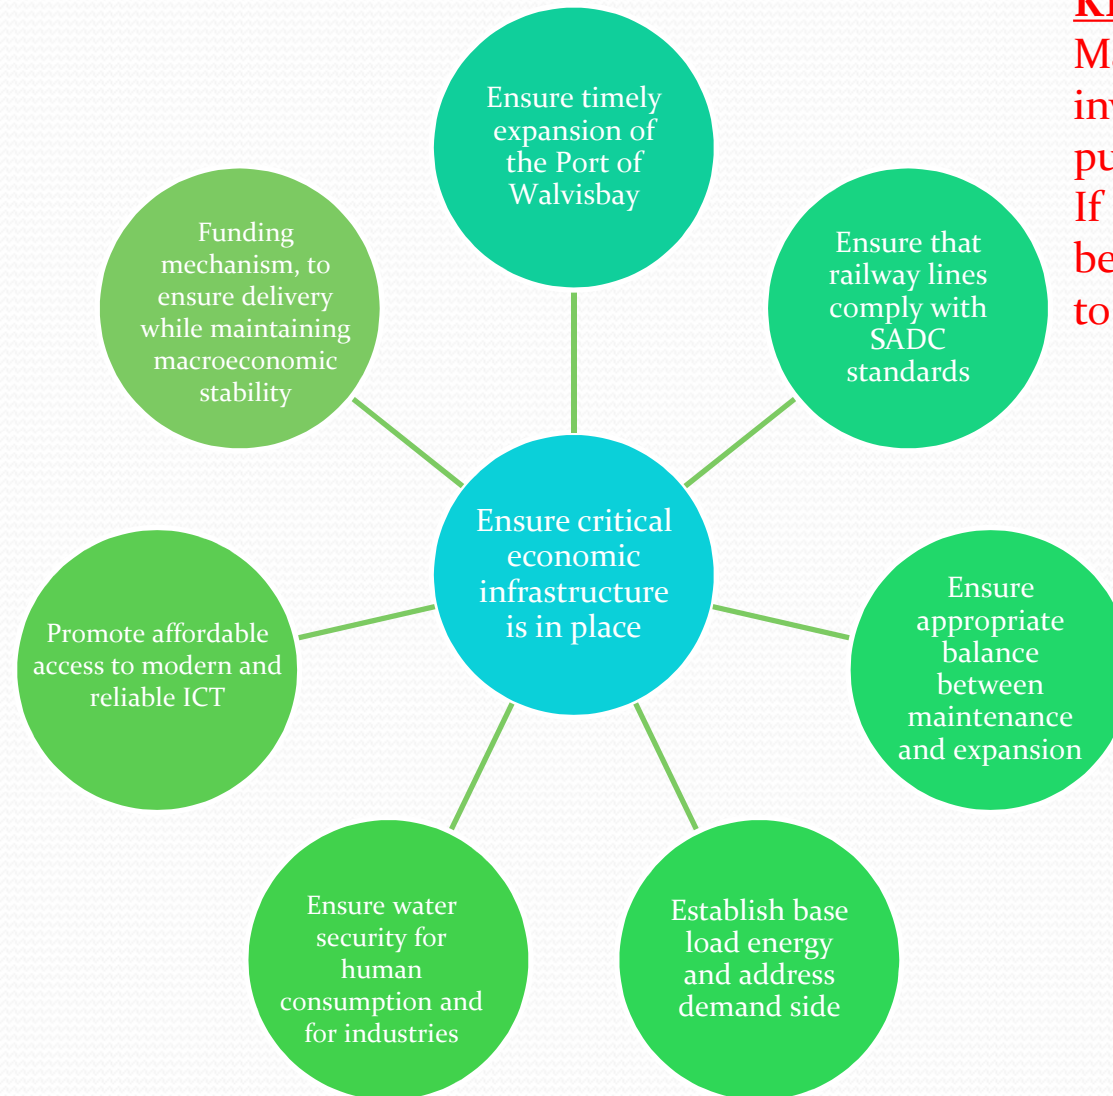 Ensure timely
expansion of
the Port of
Walvisbay
Ensure that
railway lines
comply with
SADC
standards
Ensure
appropriate
balance
between
maintenance
and expansion
Establish base
load energy
and address
demand side
Ensure water
security for
human
consumption and
for industries
Promote affordable
access to modern and
reliable ICT
Funding
mechanism, to
ensure delivery
while maintaining
macroeconomic
stability
Ensure critical
economic
infrastructure
is in place
If
to